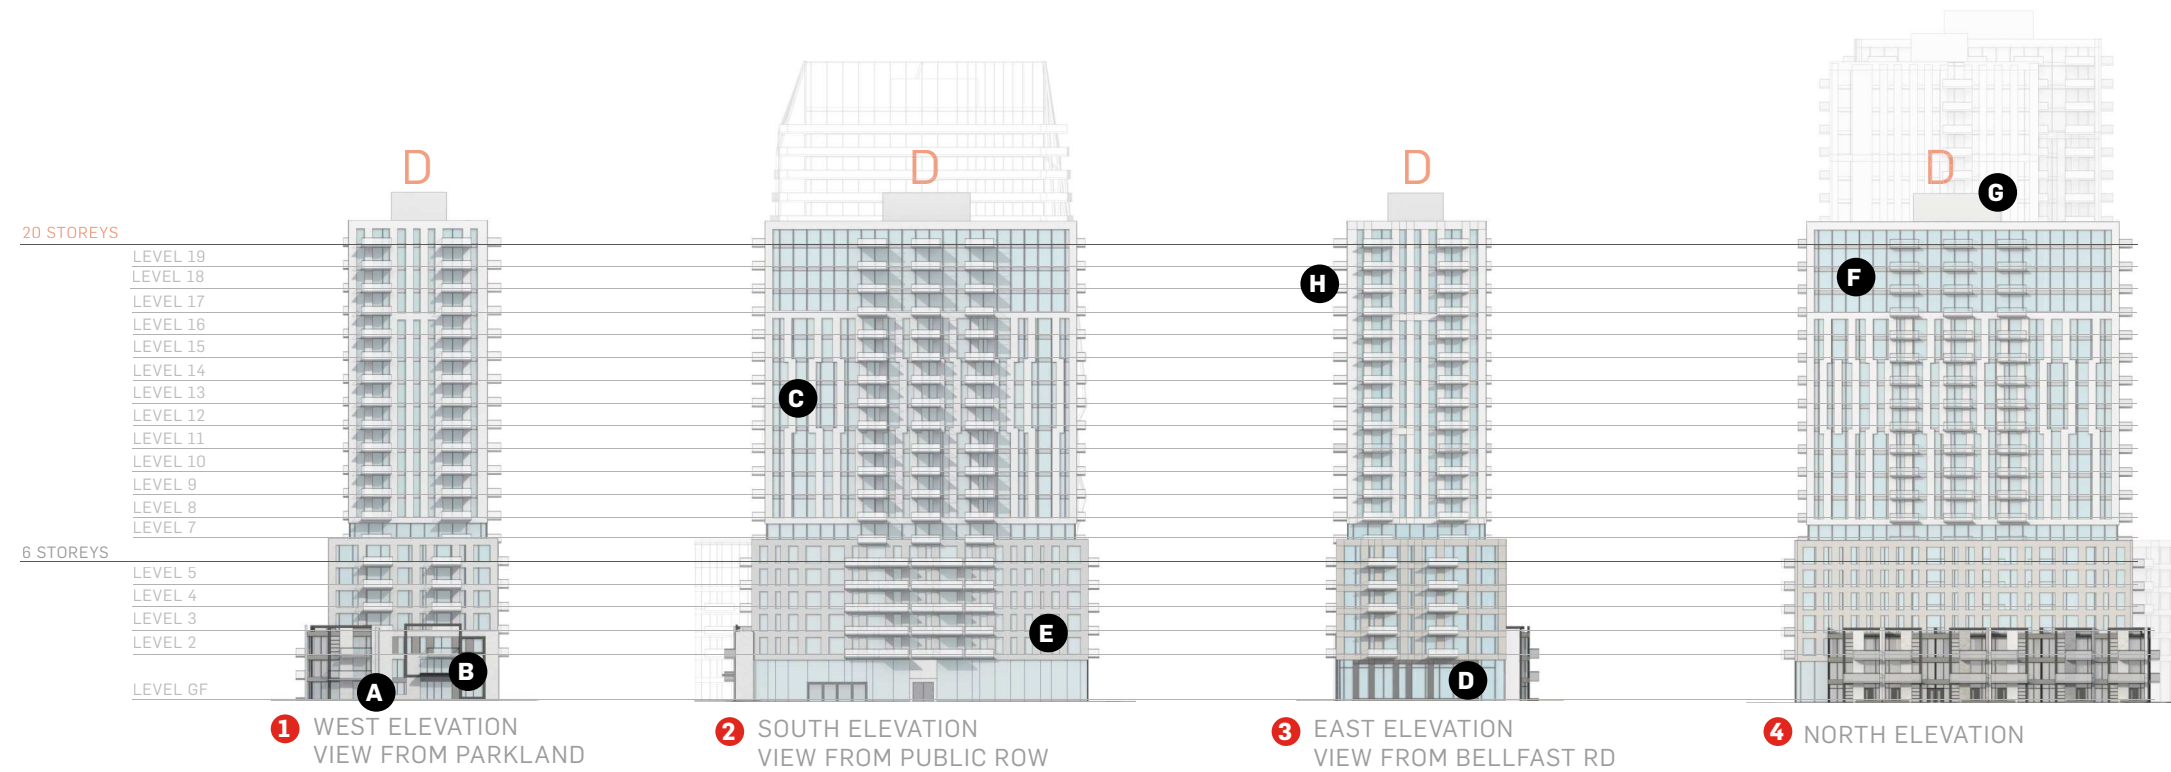 D
D
D
D
G
20 STOREYS
LEVEL 19
LEVEL 18
H
F
LEVEL 17
LEVEL 16
LEVEL 15
LEVEL 14
LEVEL 13
C
LEVEL 12
LEVEL 11
LEVEL 10
LEVEL 9
LEVEL 8
LEVEL 7
6 STOREYS
LEVEL 5
LEVEL 4
LEVEL 3
E
LEVEL 2
B
D
LEVEL GF
A
1 WEST ELEVATION
VIEW FROM PARKLAND
2 SOUTH ELEVATION
VIEW FROM PUBLIC ROW
3 EAST ELEVATION
VIEW FROM BELLFAST RD
4 NORTH ELEVATION